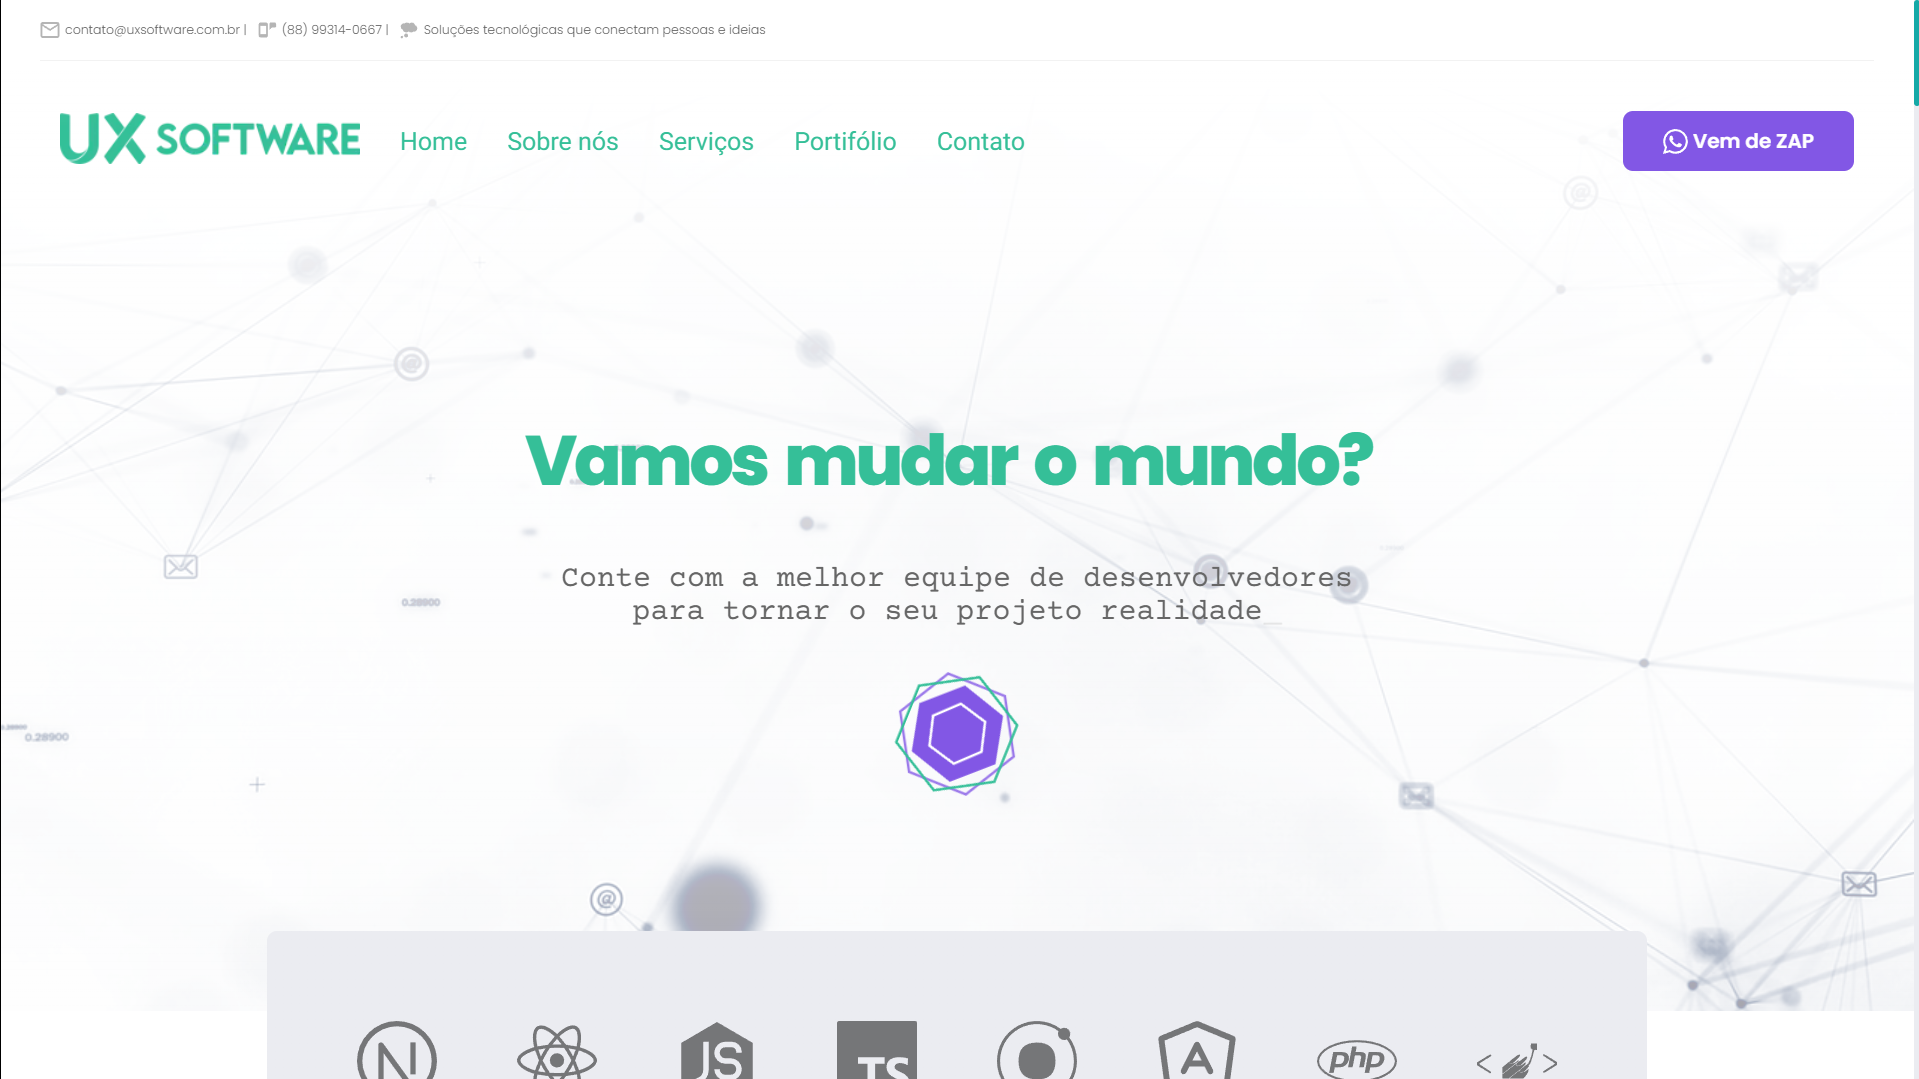 contato@uxsoftware.com.br | (88) 99314-0667 | Soluções tecnológicas que conectam pessoas e ideias
UX SOFTWARE Home Sobre nós Serviços Portifólio Contato Vem de ZAP
Vamos mudar o mundo?
Conte com a melhor equipe de desenvolvedores
para tornar o seu projeto realidade_
0.28900
0.28900
N JS TS A php